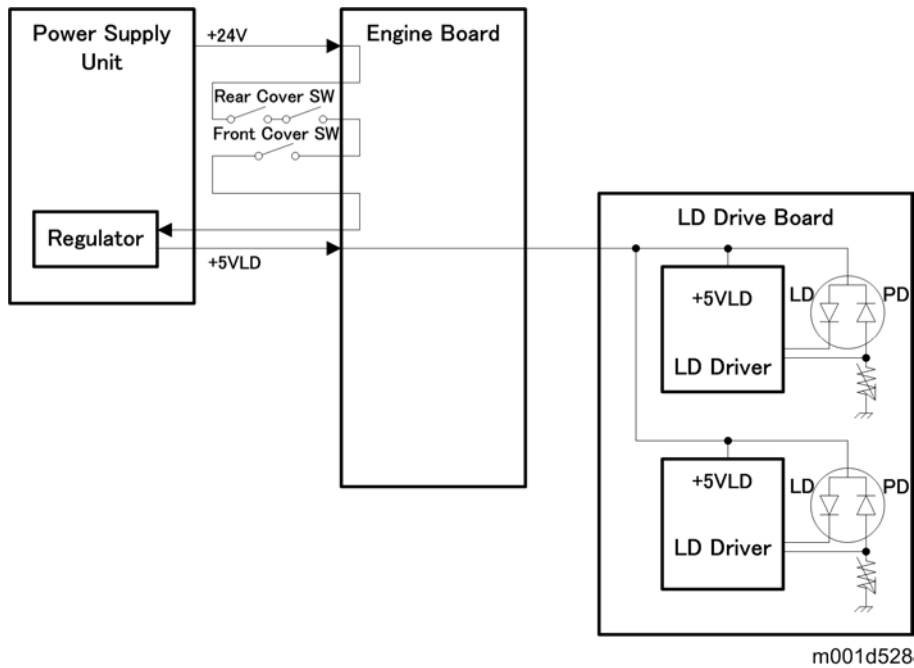 Power Supply
Unit
+24V
Engine Board
Rear Cover SW
Front Cover SW
Regulator
+5VLD
LD Drive Board
+5VLD
LD
PD
LD Driver
+5VLD
LD
PD
LD Driver
m001d528